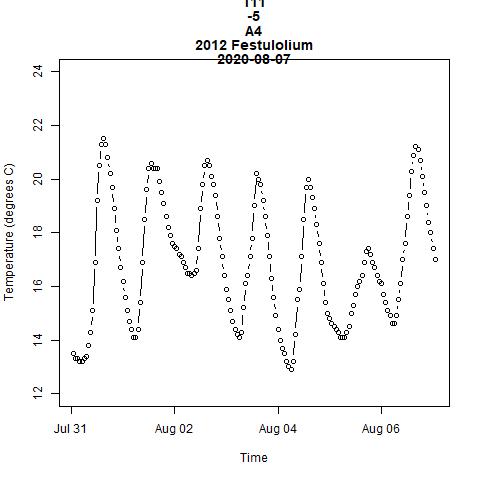 T11
-5
A4
2012 Festulolium
2020-08-07
24
22
20
18
16
14
12
Temperature (degrees C)
Jul 31
Aug 02
Aug 04
Aug 06
Time